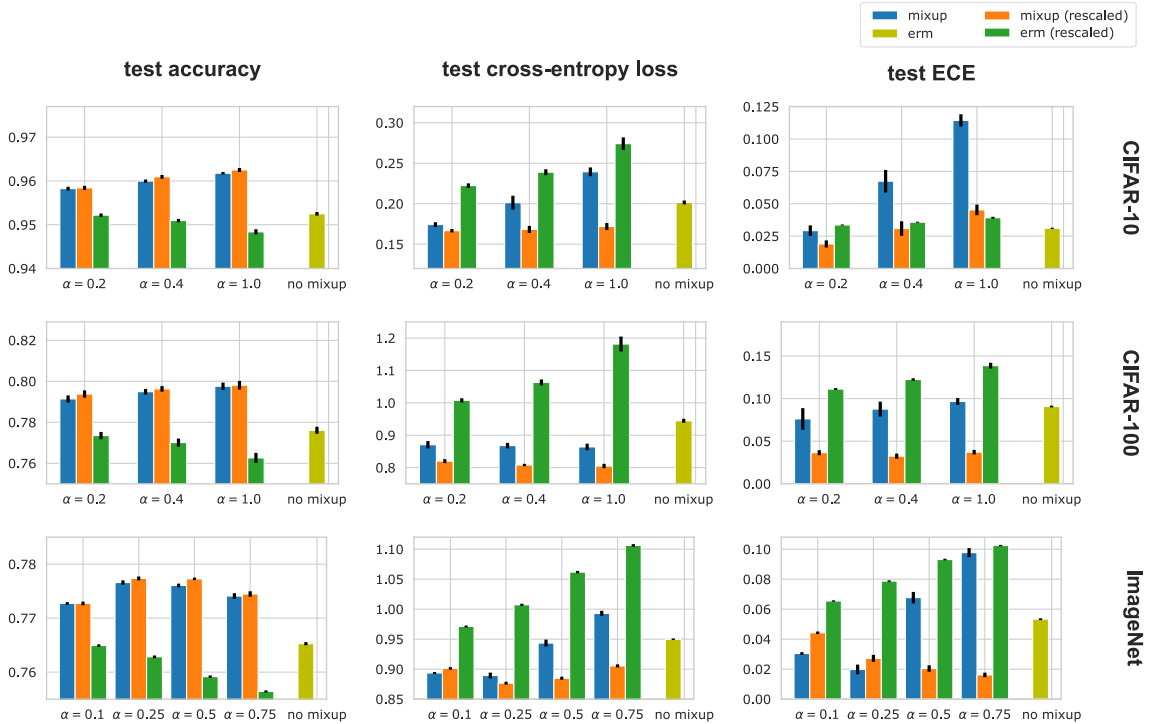 mixup
mixup (rescaled)
erm
erm (rescaled)
test accuracy
test cross-entropy loss
test ECE
0.97
0.96
0.95
0.94
α = 0.2
α = 0.4
α = 1.0
no mixup
0.30
0.25
0.20
0.15
α = 0.2
α = 0.4
α = 1.0
no mixup
0.125
0.100
0.075
0.050
0.025
0.000
α = 0.2
α = 0.4
α = 1.0
no mixup
CIFAR-10
0.82
0.80
0.78
0.76
α = 0.2
α = 0.4
α = 1.0
no mixup
1.2
1.1
1.0
0.9
0.8
α = 0.2
α = 0.4
α = 1.0
no mixup
0.15
0.10
0.05
0.00
α = 0.2
α = 0.4
α = 1.0
no mixup
CIFAR-100
0.78
0.77
0.76
α = 0.1
α = 0.25
α = 0.5
α = 0.75
no mixup
1.10
1.05
1.00
0.95
0.90
0.85
α = 0.1
α = 0.25
α = 0.5
α = 0.75
no mixup
0.10
0.08
0.06
0.04
0.02
0.00
α = 0.1
α = 0.25
α = 0.5
α = 0.75
no mixup
ImageNet